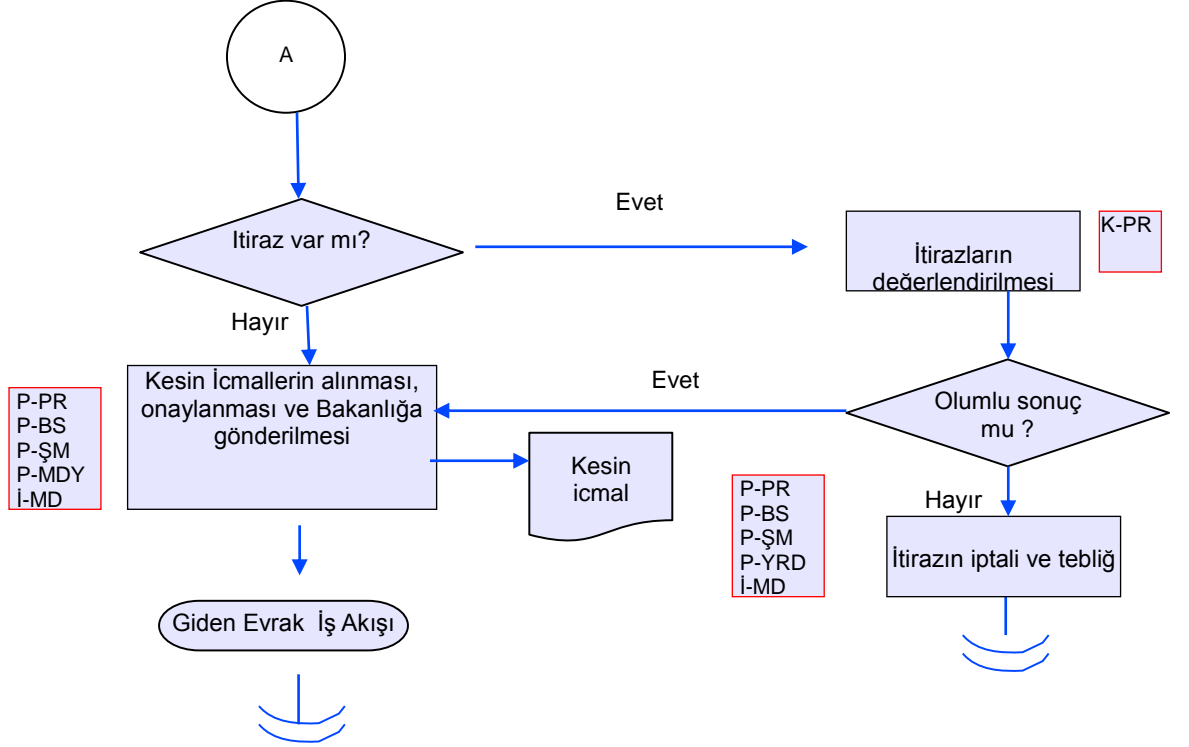 A
Evet
Itiraz var mı?
K-PR
İtirazların
değerlendirilmesi
Hayır
Kesin İcmallerin alınması,
onaylanması ve Bakanlığa
gönderilmesi
Evet
P-PR
P-BS
P-ŞM
P-MDY
İ-MD
Olumlu sonuç
mu ?
Kesin
icmal
P-PR
P-BS
P-ŞM
P-YRD
İ-MD
Hayır
İtirazın iptali ve tebliğ
Giden Evrak İş Akışı